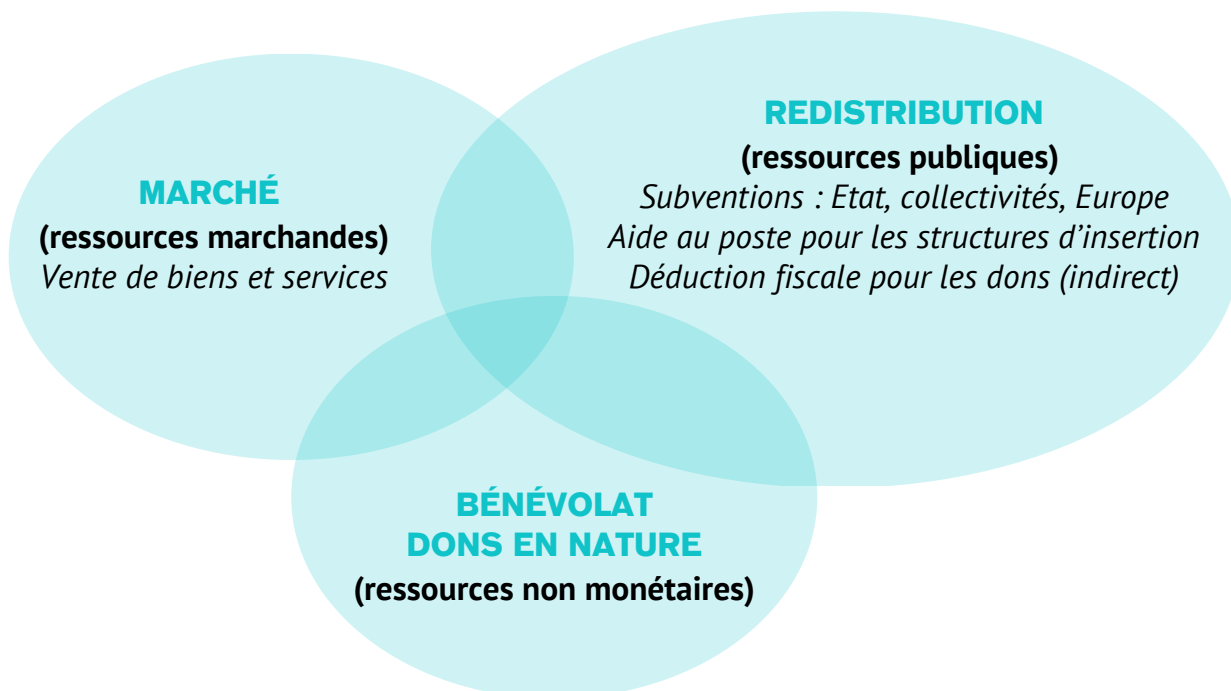 MARCHÉ
(ressources marchandes)
Vente de biens et services
REDISTRIBUTION
(ressources publiques)
Subventions : Etat, collectivités, Europe
Aide au poste pour les structures d’insertion
Déduction fiscale pour les dons (indirect)
BÉNÉVOLAT
DONS EN NATURE
(ressources non monétaires)